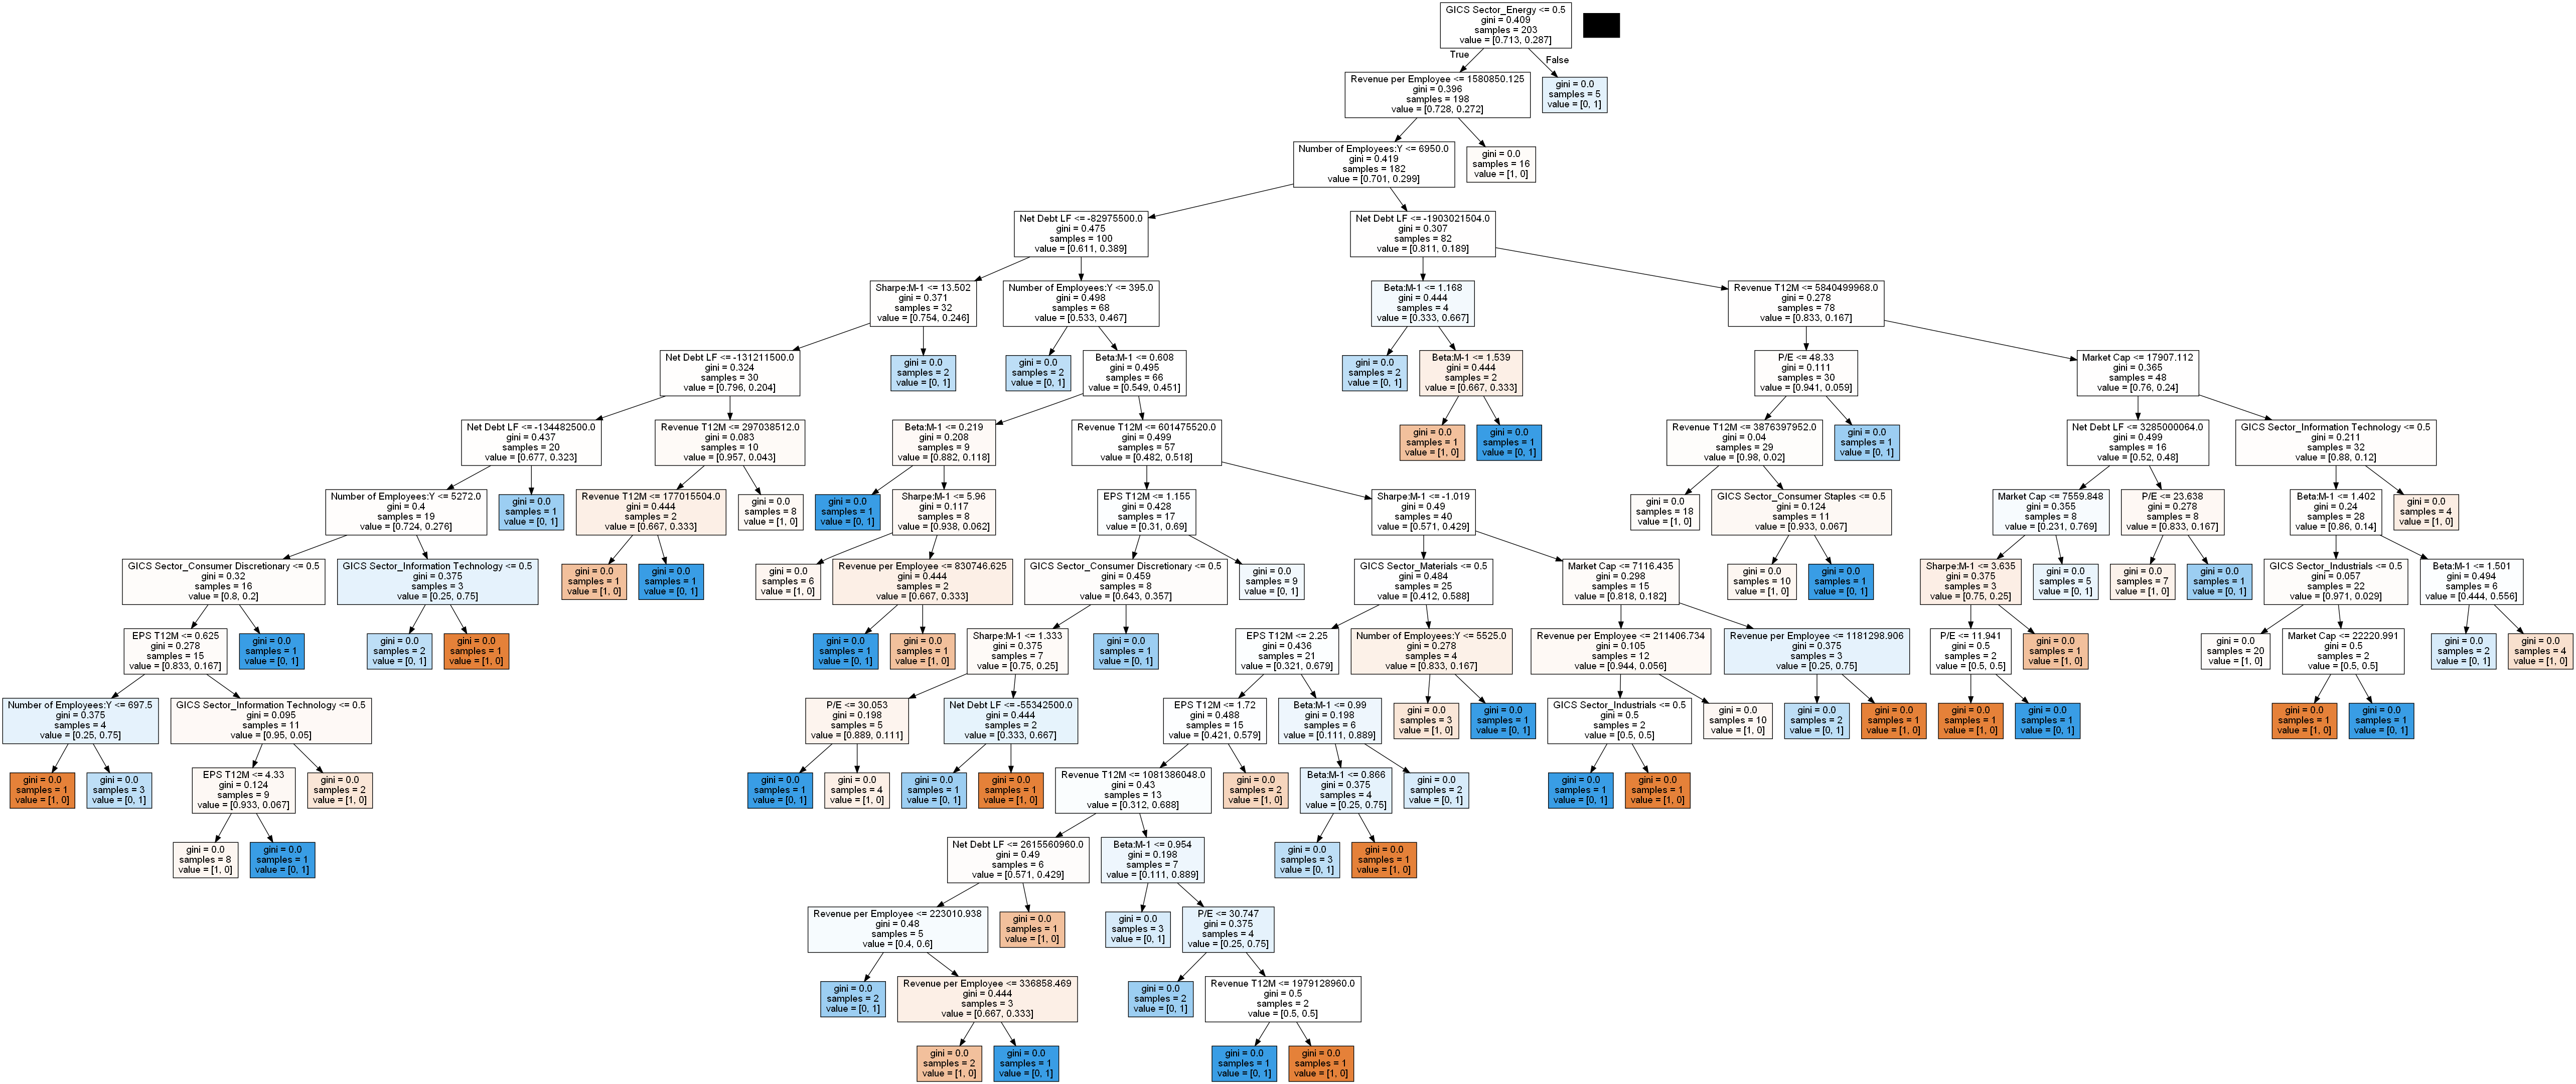 GICS Sector_Energy <= 0.5
gini = 0.409
samples = 203
value = [0.713, 0.287]
True
False
Revenue per Employee <= 1580850.125
gini = 0.396
samples = 198
value = [0.728, 0.272]
gini = 0.0
samples = 5
value = [0, 1]
Number of Employees:Y <= 6950.0
gini = 0.419
samples = 182
value = [0.701, 0.299]
gini = 0.0
samples = 16
value = [1, 0]
Net Debt LF <= -82975500.0
gini = 0.475
samples = 100
value = [0.611, 0.389]
Net Debt LF <= -1903021504.0
gini = 0.307
samples = 82
value = [0.811, 0.189]
Sharpe:M-1 <= 13.502
gini = 0.371
samples = 32
value = [0.754, 0.246]
Number of Employees:Y <= 395.0
gini = 0.498
samples = 68
value = [0.533, 0.467]
Beta:M-1 <= 1.168
gini = 0.444
samples = 4
value = [0.333, 0.667]
Revenue T12M <= 5840499968.0
gini = 0.278
samples = 78
value = [0.833, 0.167]
Net Debt LF <= -131211500.0
gini = 0.324
samples = 30
value = [0.796, 0.204]
gini = 0.0
samples = 2
value = [0, 1]
gini = 0.0
samples = 2
value = [0, 1]
Beta:M-1 <= 0.608
gini = 0.495
samples = 66
value = [0.549, 0.451]
gini = 0.0
samples = 2
value = [0, 1]
Beta:M-1 <= 1.539
gini = 0.444
samples = 2
value = [0.667, 0.333]
P/E <= 48.33
gini = 0.111
samples = 30
value = [0.941, 0.059]
Market Cap <= 17907.112
gini = 0.365
samples = 48
value = [0.76, 0.24]
Net Debt LF <= -134482500.0
gini = 0.437
samples = 20
value = [0.677, 0.323]
Revenue T12M <= 297038512.0
gini = 0.083
samples = 10
value = [0.957, 0.043]
Beta:M-1 <= 0.219
gini = 0.208
samples = 9
value = [0.882, 0.118]
Revenue T12M <= 601475520.0
gini = 0.499
samples = 57
value = [0.482, 0.518]
gini = 0.0
samples = 1
value = [1, 0]
gini = 0.0
samples = 1
value = [0, 1]
Revenue T12M <= 3876397952.0
gini = 0.04
samples = 29
value = [0.98, 0.02]
gini = 0.0
samples = 1
value = [0, 1]
Net Debt LF <= 3285000064.0
gini = 0.499
samples = 16
value = [0.52, 0.48]
GICS Sector_Information Technology <= 0.5
gini = 0.211
samples = 32
value = [0.88, 0.12]
Number of Employees:Y <= 5272.0
gini = 0.4
samples = 19
value = [0.724, 0.276]
gini = 0.0
samples = 1
value = [0, 1]
Revenue T12M <= 177015504.0
gini = 0.444
samples = 2
value = [0.667, 0.333]
gini = 0.0
samples = 8
value = [1, 0]
gini = 0.0
samples = 1
value = [0, 1]
Sharpe:M-1 <= 5.96
gini = 0.117
samples = 8
value = [0.938, 0.062]
EPS T12M <= 1.155
gini = 0.428
samples = 17
value = [0.31, 0.69]
Sharpe:M-1 <= -1.019
gini = 0.49
samples = 40
value = [0.571, 0.429]
gini = 0.0
samples = 18
value = [1, 0]
GICS Sector_Consumer Staples <= 0.5
gini = 0.124
samples = 11
value = [0.933, 0.067]
Market Cap <= 7559.848
gini = 0.355
samples = 8
value = [0.231, 0.769]
P/E <= 23.638
gini = 0.278
samples = 8
value = [0.833, 0.167]
Beta:M-1 <= 1.402
gini = 0.24
samples = 28
value = [0.86, 0.14]
gini = 0.0
samples = 4
value = [1, 0]
GICS Sector_Consumer Discretionary <= 0.5
gini = 0.32
samples = 16
value = [0.8, 0.2]
GICS Sector_Information Technology <= 0.5
gini = 0.375
samples = 3
value = [0.25, 0.75]
gini = 0.0
samples = 1
value = [1, 0]
gini = 0.0
samples = 1
value = [0, 1]
gini = 0.0
samples = 6
value = [1, 0]
Revenue per Employee <= 830746.625
gini = 0.444
samples = 2
value = [0.667, 0.333]
GICS Sector_Consumer Discretionary <= 0.5
gini = 0.459
samples = 8
value = [0.643, 0.357]
gini = 0.0
samples = 9
value = [0, 1]
GICS Sector_Materials <= 0.5
gini = 0.484
samples = 25
value = [0.412, 0.588]
Market Cap <= 7116.435
gini = 0.298
samples = 15
value = [0.818, 0.182]
gini = 0.0
samples = 10
value = [1, 0]
gini = 0.0
samples = 1
value = [0, 1]
Sharpe:M-1 <= 3.635
gini = 0.375
samples = 3
value = [0.75, 0.25]
gini = 0.0
samples = 5
value = [0, 1]
gini = 0.0
samples = 7
value = [1, 0]
gini = 0.0
samples = 1
value = [0, 1]
GICS Sector_Industrials <= 0.5
gini = 0.057
samples = 22
value = [0.971, 0.029]
Beta:M-1 <= 1.501
gini = 0.494
samples = 6
value = [0.444, 0.556]
EPS T12M <= 0.625
gini = 0.278
samples = 15
value = [0.833, 0.167]
gini = 0.0
samples = 1
value = [0, 1]
gini = 0.0
samples = 2
value = [0, 1]
gini = 0.0
samples = 1
value = [1, 0]
gini = 0.0
samples = 1
value = [0, 1]
gini = 0.0
samples = 1
value = [1, 0]
Sharpe:M-1 <= 1.333
gini = 0.375
samples = 7
value = [0.75, 0.25]
gini = 0.0
samples = 1
value = [0, 1]
EPS T12M <= 2.25
gini = 0.436
samples = 21
value = [0.321, 0.679]
Number of Employees:Y <= 5525.0
gini = 0.278
samples = 4
value = [0.833, 0.167]
Revenue per Employee <= 211406.734
gini = 0.105
samples = 12
value = [0.944, 0.056]
Revenue per Employee <= 1181298.906
gini = 0.375
samples = 3
value = [0.25, 0.75]
P/E <= 11.941
gini = 0.5
samples = 2
value = [0.5, 0.5]
gini = 0.0
samples = 1
value = [1, 0]
gini = 0.0
samples = 20
value = [1, 0]
Market Cap <= 22220.991
gini = 0.5
samples = 2
value = [0.5, 0.5]
gini = 0.0
samples = 2
value = [0, 1]
gini = 0.0
samples = 4
value = [1, 0]
Number of Employees:Y <= 697.5
gini = 0.375
samples = 4
value = [0.25, 0.75]
GICS Sector_Information Technology <= 0.5
gini = 0.095
samples = 11
value = [0.95, 0.05]
P/E <= 30.053
gini = 0.198
samples = 5
value = [0.889, 0.111]
Net Debt LF <= -55342500.0
gini = 0.444
samples = 2
value = [0.333, 0.667]
EPS T12M <= 1.72
gini = 0.488
samples = 15
value = [0.421, 0.579]
Beta:M-1 <= 0.99
gini = 0.198
samples = 6
value = [0.111, 0.889]
gini = 0.0
samples = 3
value = [1, 0]
gini = 0.0
samples = 1
value = [0, 1]
GICS Sector_Industrials <= 0.5
gini = 0.5
samples = 2
value = [0.5, 0.5]
gini = 0.0
samples = 10
value = [1, 0]
gini = 0.0
samples = 2
value = [0, 1]
gini = 0.0
samples = 1
value = [1, 0]
gini = 0.0
samples = 1
value = [1, 0]
gini = 0.0
samples = 1
value = [0, 1]
gini = 0.0
samples = 1
value = [1, 0]
gini = 0.0
samples = 1
value = [0, 1]
gini = 0.0
samples = 1
value = [1, 0]
gini = 0.0
samples = 3
value = [0, 1]
EPS T12M <= 4.33
gini = 0.124
samples = 9
value = [0.933, 0.067]
gini = 0.0
samples = 2
value = [1, 0]
gini = 0.0
samples = 1
value = [0, 1]
gini = 0.0
samples = 4
value = [1, 0]
gini = 0.0
samples = 1
value = [0, 1]
gini = 0.0
samples = 1
value = [1, 0]
Revenue T12M <= 1081386048.0
gini = 0.43
samples = 13
value = [0.312, 0.688]
gini = 0.0
samples = 2
value = [1, 0]
Beta:M-1 <= 0.866
gini = 0.375
samples = 4
value = [0.25, 0.75]
gini = 0.0
samples = 2
value = [0, 1]
gini = 0.0
samples = 1
value = [0, 1]
gini = 0.0
samples = 1
value = [1, 0]
gini = 0.0
samples = 8
value = [1, 0]
gini = 0.0
samples = 1
value = [0, 1]
Net Debt LF <= 2615560960.0
gini = 0.49
samples = 6
value = [0.571, 0.429]
Beta:M-1 <= 0.954
gini = 0.198
samples = 7
value = [0.111, 0.889]
gini = 0.0
samples = 3
value = [0, 1]
gini = 0.0
samples = 1
value = [1, 0]
Revenue per Employee <= 223010.938
gini = 0.48
samples = 5
value = [0.4, 0.6]
gini = 0.0
samples = 1
value = [1, 0]
gini = 0.0
samples = 3
value = [0, 1]
P/E <= 30.747
gini = 0.375
samples = 4
value = [0.25, 0.75]
gini = 0.0
samples = 2
value = [0, 1]
Revenue per Employee <= 336858.469
gini = 0.444
samples = 3
value = [0.667, 0.333]
gini = 0.0
samples = 2
value = [0, 1]
Revenue T12M <= 1979128960.0
gini = 0.5
samples = 2
value = [0.5, 0.5]
gini = 0.0
samples = 2
value = [1, 0]
gini = 0.0
samples = 1
value = [0, 1]
gini = 0.0
samples = 1
value = [0, 1]
gini = 0.0
samples = 1
value = [1, 0]